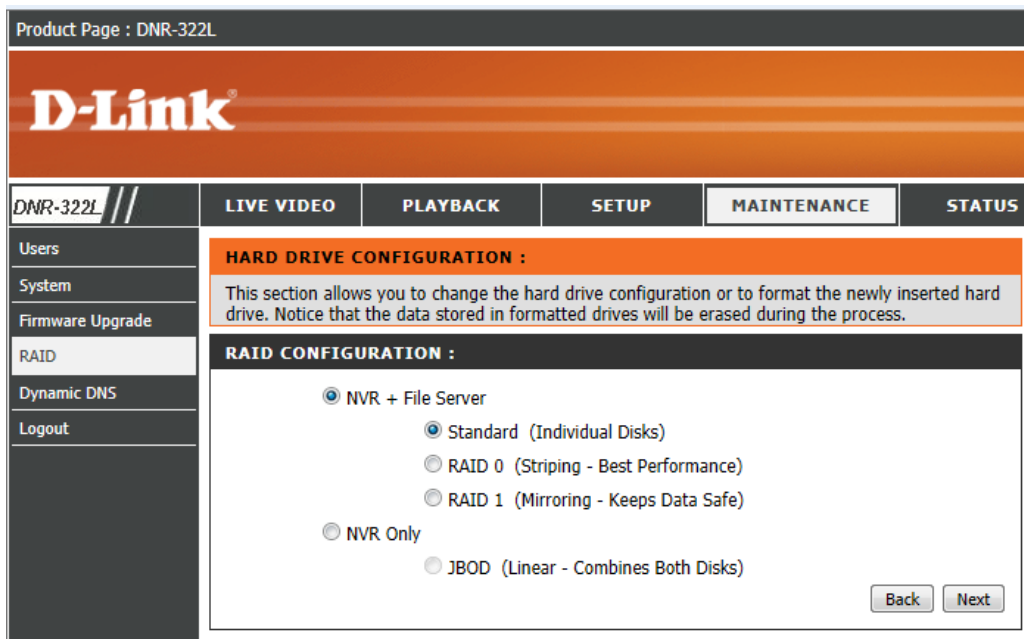 Product Page : DNR-322L
D-Link®
DNR-322L
LIVE VIDEO PLAYBACK SETUP MAINTENANCE STATUS
Users
System
Firmware Upgrade
RAID
Dynamic DNS
Logout
HARD DRIVE CONFIGURATION :
This section allows you to change the hard drive configuration or to format the newly inserted hard
drive. Notice that the data stored in formatted drives will be erased during the process.
RAID CONFIGURATION :
NVR + File Server
Standard (Individual Disks)
RAID 0 (Striping - Best Performance)
RAID 1 (Mirroring - Keeps Data Safe)
NVR Only
JBOD (Linear - Combines Both Disks)
Back Next